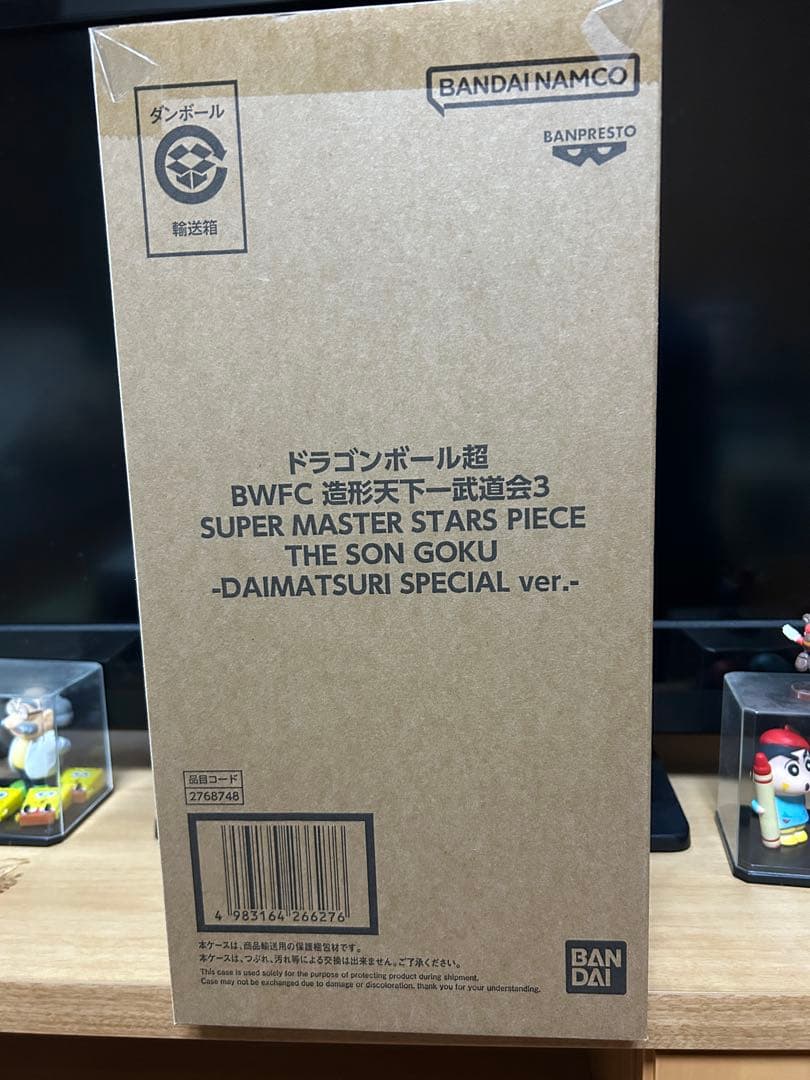 ダンボール
輸送箱
BANDAI NAMCO
BANPRESTO
ドラゴンボール超
BWFC 造形天下一武道会3
SUPER MASTER STARS PIECE
THE SON GOKU
-DAIMATSURI SPECIAL ver.-
品目コード
2768748
4 983164 266276
本ケースは、商品輸送用の保護梱包材です。
本ケースは、つぶれ、汚れ等による交換は出来ません。ご了承ください。
This case is used solely for the purpose of protecting product during shipment.
Case may not be exchanged due to damage or discoloration. thank you for your understanding.
BAN
DAI